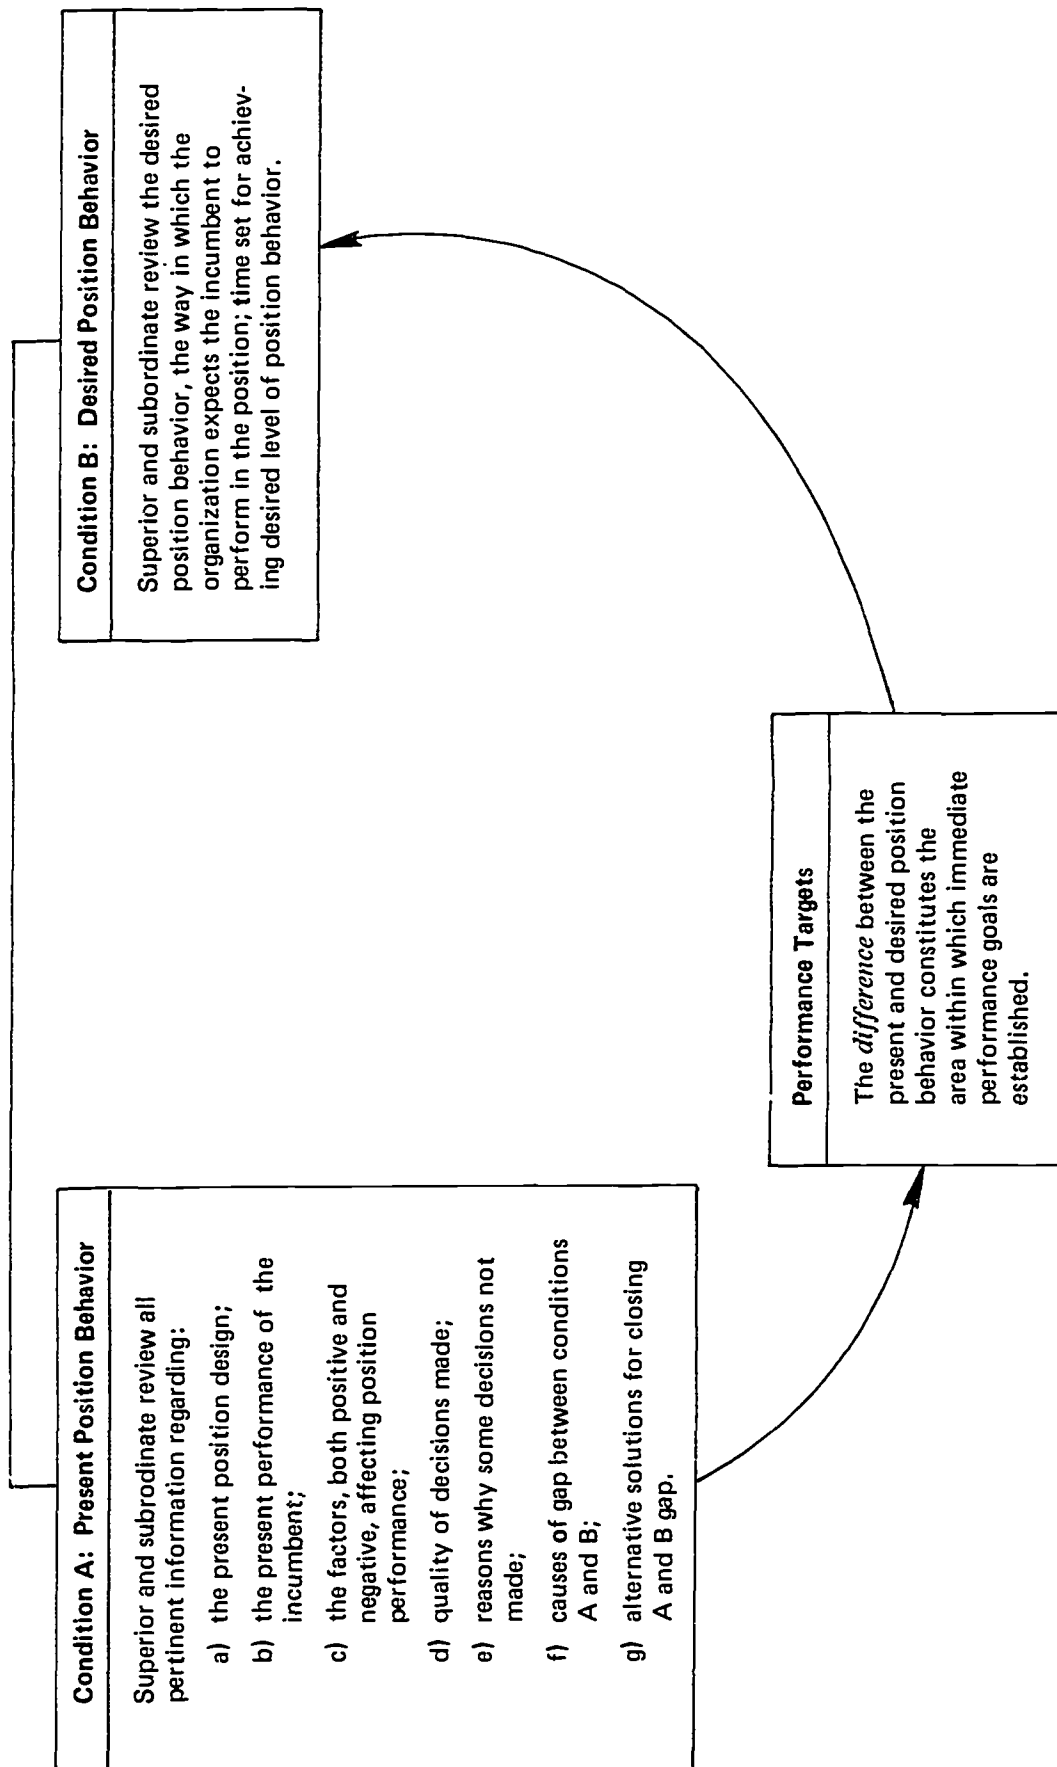 Condition A: Present Position Behavior
Superior and subrodinate review all
pertinent information regarding:
a) the present position design;
b) the present performance of the
incumbent;
c) the factors, both positive and
negative, affecting position
performance;
d) quality of decisions made;
e) reasons why some decisions not
made;
f) causes of gap between conditions
A and B;
g) alternative solutions for closing
A and B gap.
Condition B: Desired Position Behavior
Superior and subordinate review the desired
position behavior, the way in which the
organization expects the incumbent to
perform in the position; time set for achiev-
ing desired level of position behavior.
Performance Targets
The difference between the
present and desired position
behavior constitutes the
area within which immediate
performance goals are
established.